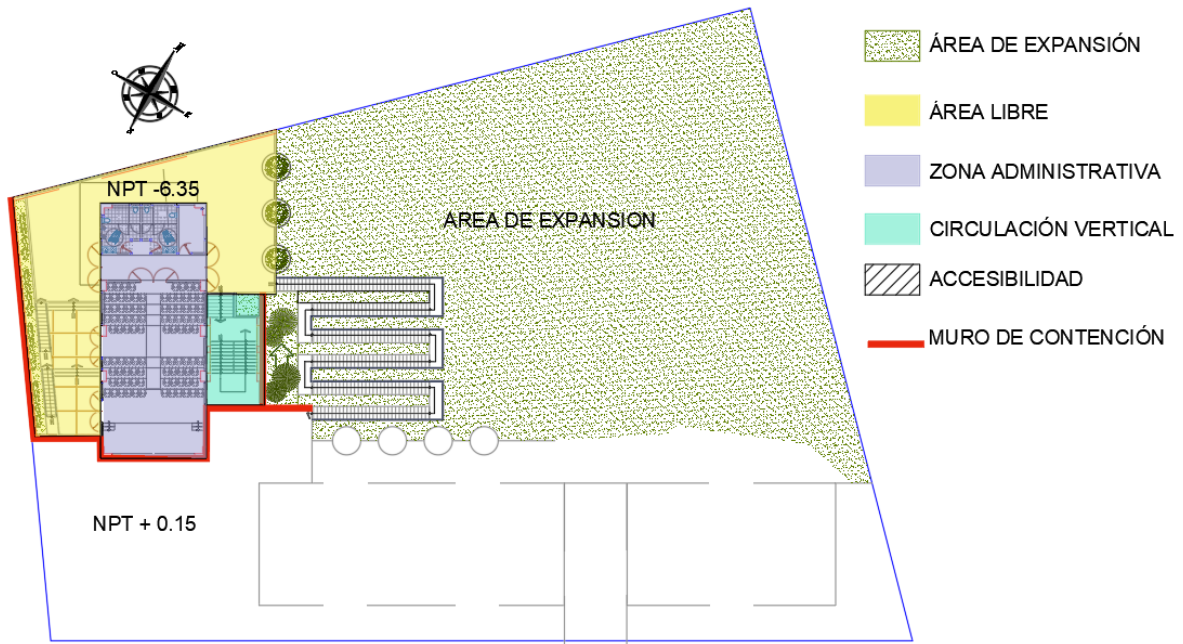 ÁREA DE EXPANSIÓN
ÁREA LIBRE
NPT -6.35
ZONA ADMINISTRATIVA
AREA DE EXPANSION
CIRCULACIÓN VERTICAL
ACCESIBILIDAD
MURO DE CONTENCIÓN
NPT + 0.15